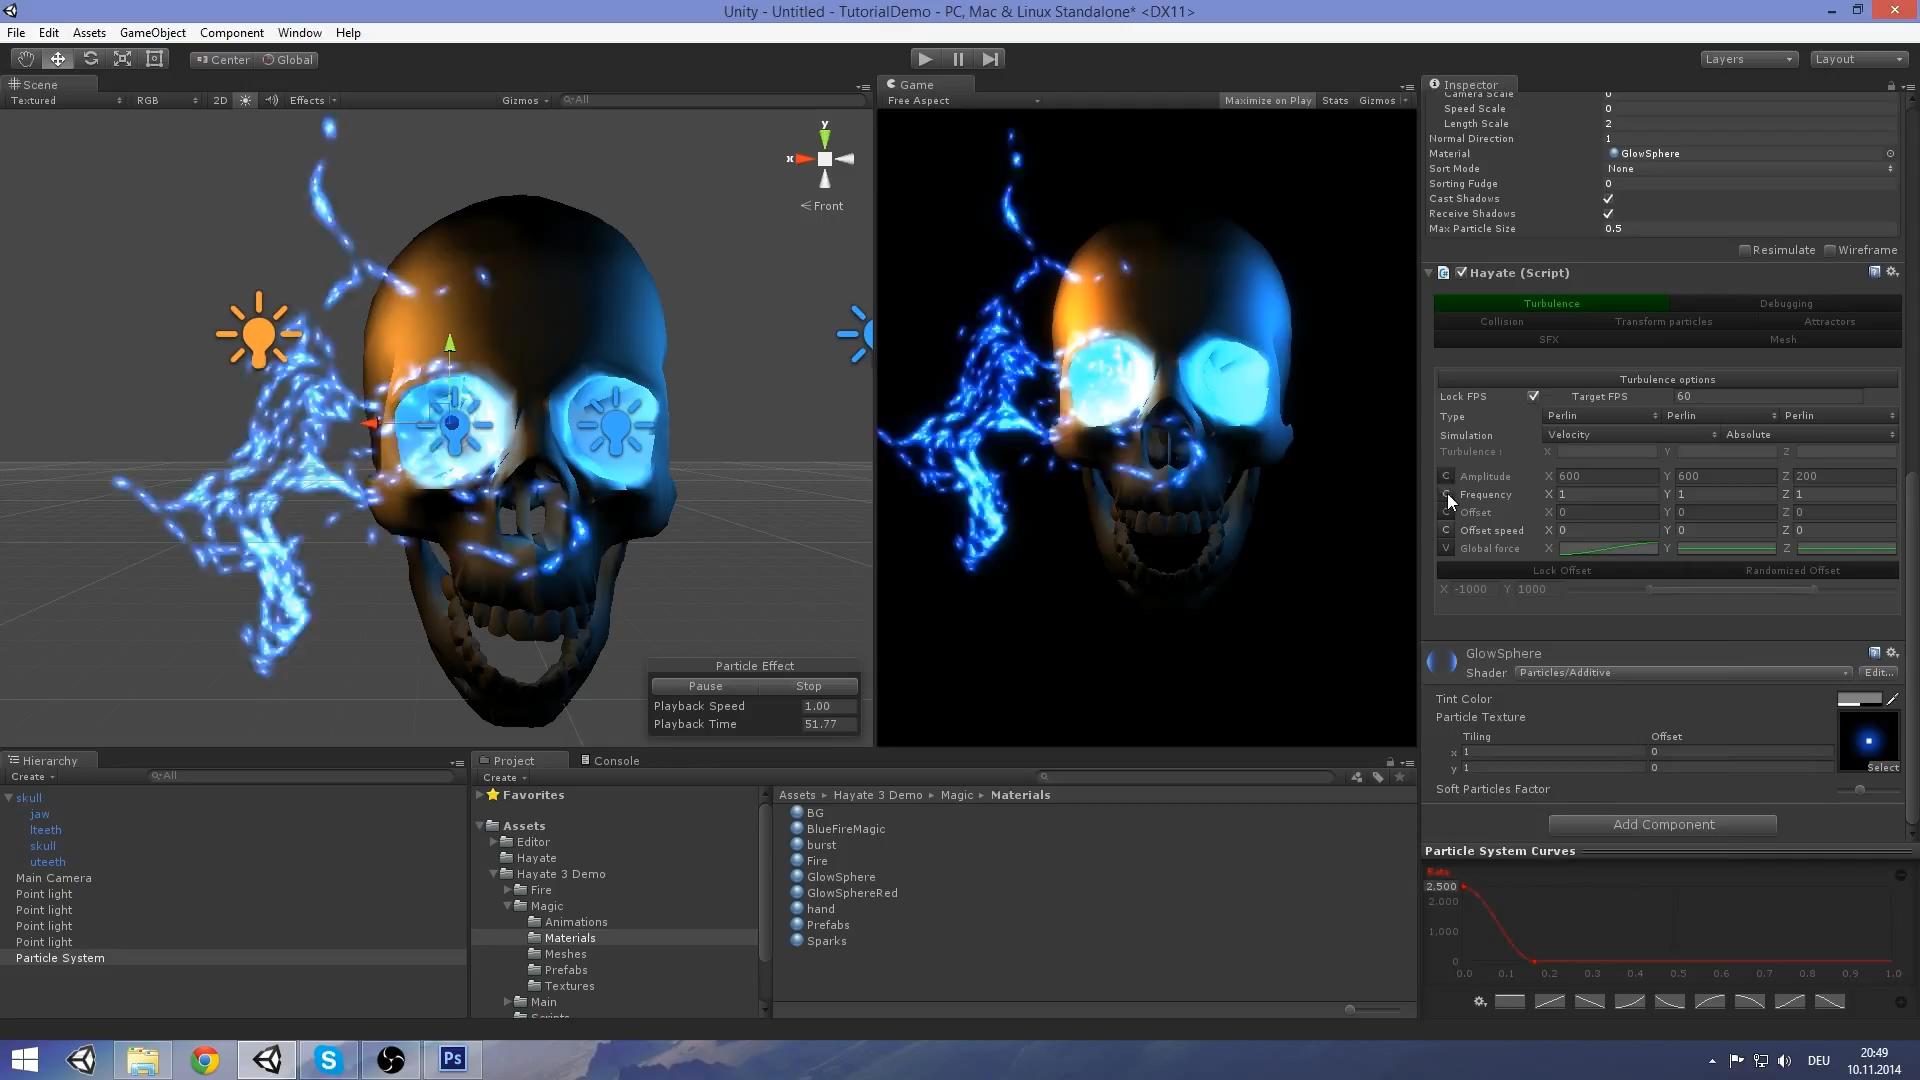 Unity - Untitled - TutorialDemo - PC, Mac & Linux Standalone* <DX11>
File Edit Assets GameObject Component Window Help
Center Global Layers Layout
Scene
Textured RGB 2D Effects Gizmos All
y
x
Front
Particle Effect
Pause Stop
Playback Speed 1.00
Playback Time 51.77
Game
Free Aspect Maximize on Play Stats Gizmos
Inspector
Camera Scale 0
Speed Scale 0
Length Scale 2
Normal Direction 1
Material GlowSphere
Sort Mode None
Sorting Fudge 0
Cast Shadows
Receive Shadows
Max Particle Size 0.5
Resimulate Wireframe
Hayate (Script)
Turbulence Debugging
Collision Transform particles Attractors
SFX Mesh
Turbulence options
Lock FPS Target FPS 60
Type Perlin Perlin Perlin
Simulation Velocity Absolute
Turbulence : X Y Z
C Amplitude X 600 Y 600 Z 200
Frequency X 1 Y 1 Z 1
C Offset X 0 Y 0 Z 0
C Offset speed X 0 Y 0 Z 0
V Global force X Y Z
Lock Offset Randomized Offset
X -1000 Y 1000
GlowSphere
Shader Particles/Additive Edit...
Tint Color
Particle Texture
Tiling Offset
x 1 0
y 1 0
Select
Soft Particles Factor
Add Component
Particle System Curves
Rate
2.500
2.000
1,000
0
0.0 0.1 0.2 0.3 0.4 0.5 0.6 0.7 0.8 0.9 1.0
Hierarchy
Create All
skull
jaw
lteeth
skull
uteeth
Main Camera
Point light
Point light
Point light
Point light
Particle System
Project Console
Create
Favorites
Assets
Editor
Hayate
Hayate 3 Demo
Fire
Magic
Animations
Materials
Meshes
Prefabs
Textures
Main
Scripts
Assets Hayate 3 Demo Magic Materials
BG
BlueFireMagic
burst
Fire
GlowSphere
GlowSphereRed
hand
Prefabs
Sparks
S
Ps
DEU
20:49
10.11.2014